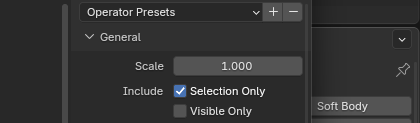 Operator Presets
General
Scale 1.000
Include Selection Only
Visible Only
Soft Body